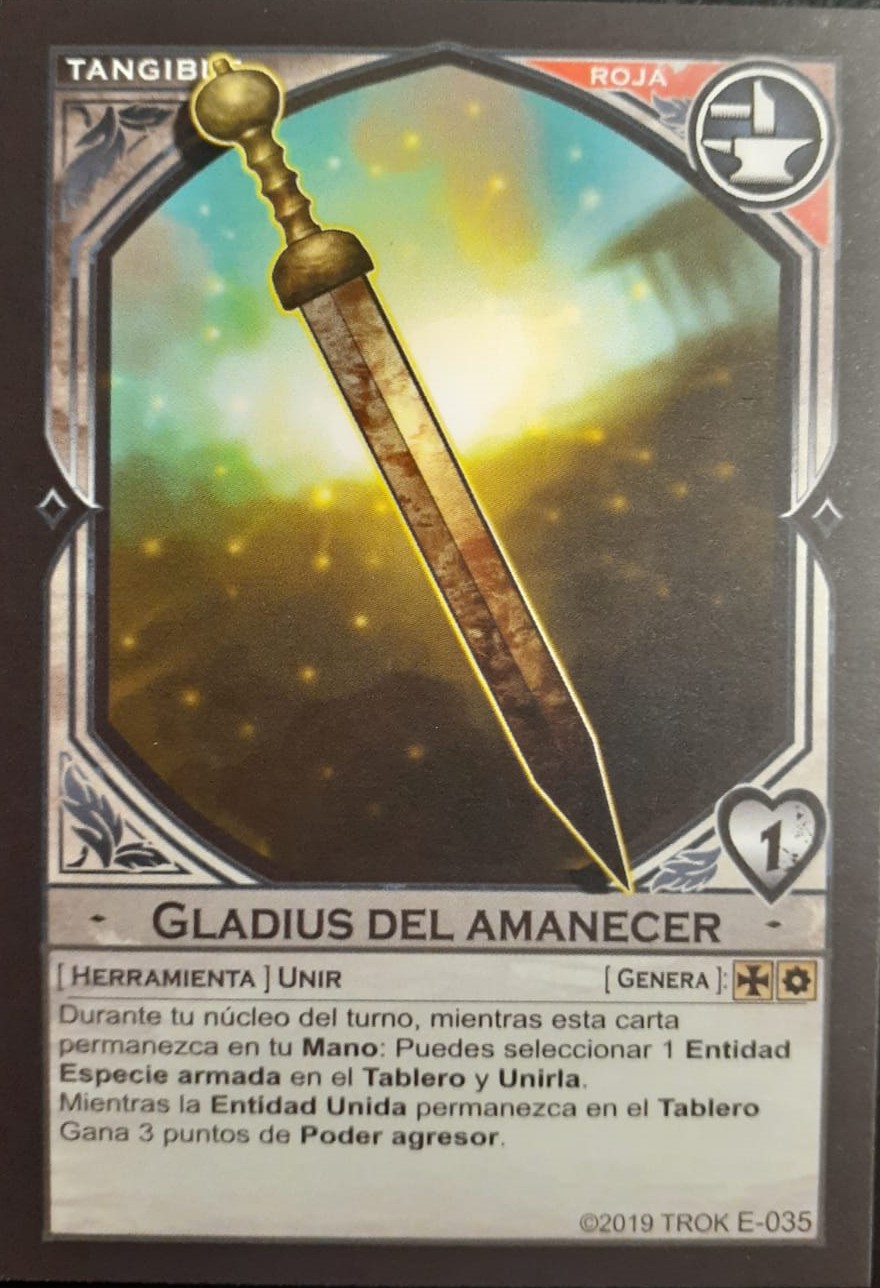 TANGIBL
ROJA
1
GLADIUS DEL AMANECER
[ HERRAMIENTA ] UNIR [ GENERA ]:
Durante tu núcleo del turno, mientras esta carta
permanezca en tu Mano: Puedes seleccionar 1 Entidad
Especie armada en el Tablero y Unirla.
Mientras la Entidad Unida permanezca en el Tablero
Gana 3 puntos de Poder agresor.
©2019 TROK E-035